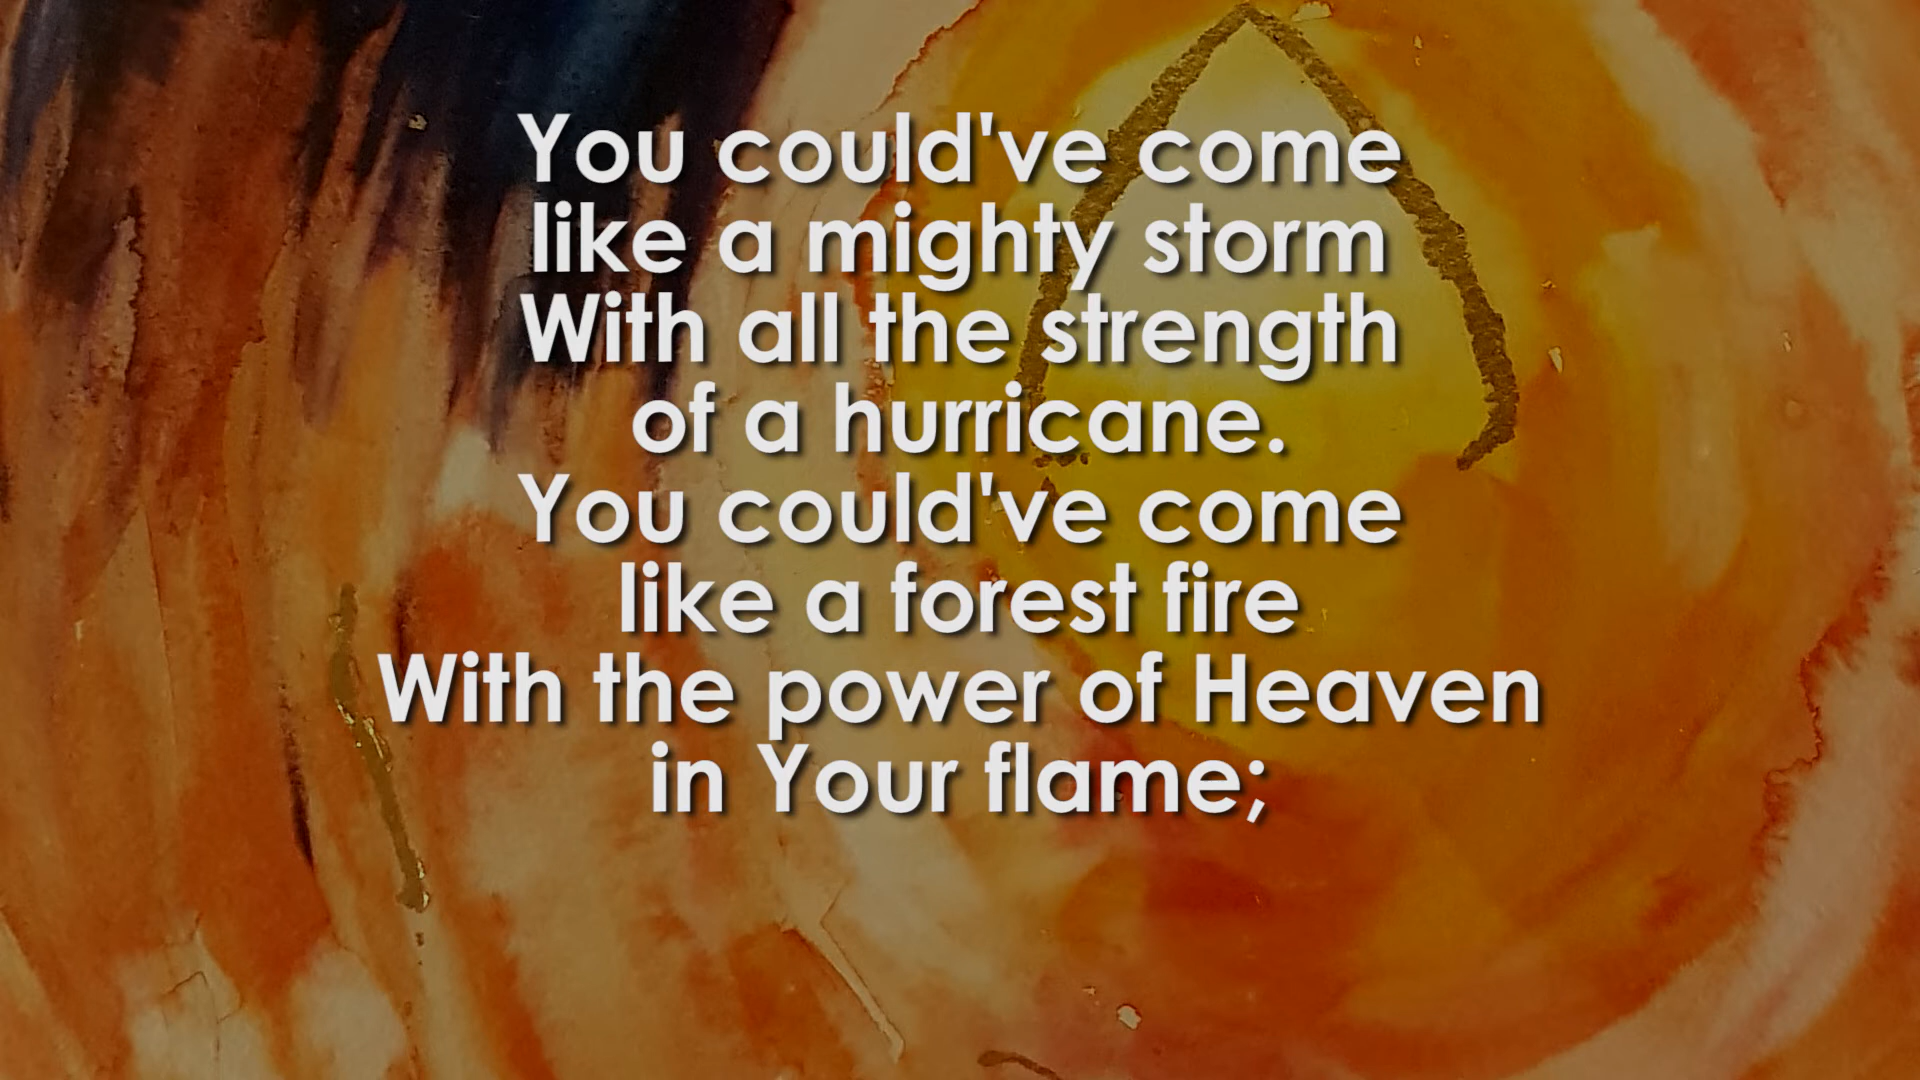 You could've come
like a mighty storm
With all the strength
of a hurricane.
You could've come
like a forest fire
With the power of Heaven
in Your flame;